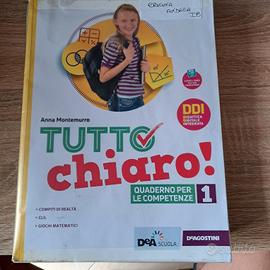 Anna Montemurro
DDI
DIDATTICA
DIGITALE
INTEGRATA
TUTTO
chiaro!
QUADERNO PER
LE COMPETENZE
1
• COMPITI DI REALTÀ
• CLIL
• GIOCHI MATEMATICI
DeA SCUOLA
DeAGOSTINI